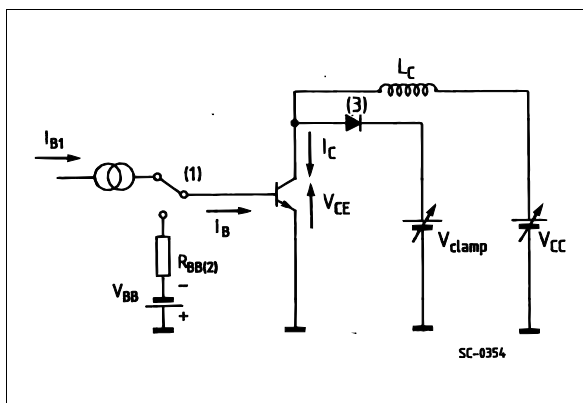 L_C
(3)
I_B1
(1)
I_C
V_CE
I_B
V_clamp
V_CC
R_BB(2)
V_BB
−
+
SC-0354